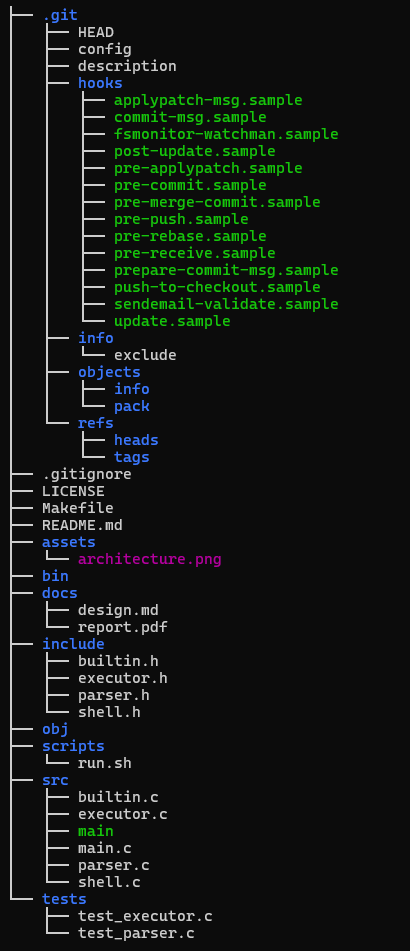 .git
HEAD
config
description
hooks
applypatch-msg.sample
commit-msg.sample
fsmonitor-watchman.sample
post-update.sample
pre-applypatch.sample
pre-commit.sample
pre-merge-commit.sample
pre-push.sample
pre-rebase.sample
pre-receive.sample
prepare-commit-msg.sample
push-to-checkout.sample
sendemail-validate.sample
update.sample
info
exclude
objects
info
pack
refs
heads
tags
.gitignore
LICENSE
Makefile
README.md
assets
architecture.png
bin
docs
design.md
report.pdf
include
builtin.h
executor.h
parser.h
shell.h
obj
scripts
run.sh
src
builtin.c
executor.c
main
main.c
parser.c
shell.c
tests
test_executor.c
test_parser.c